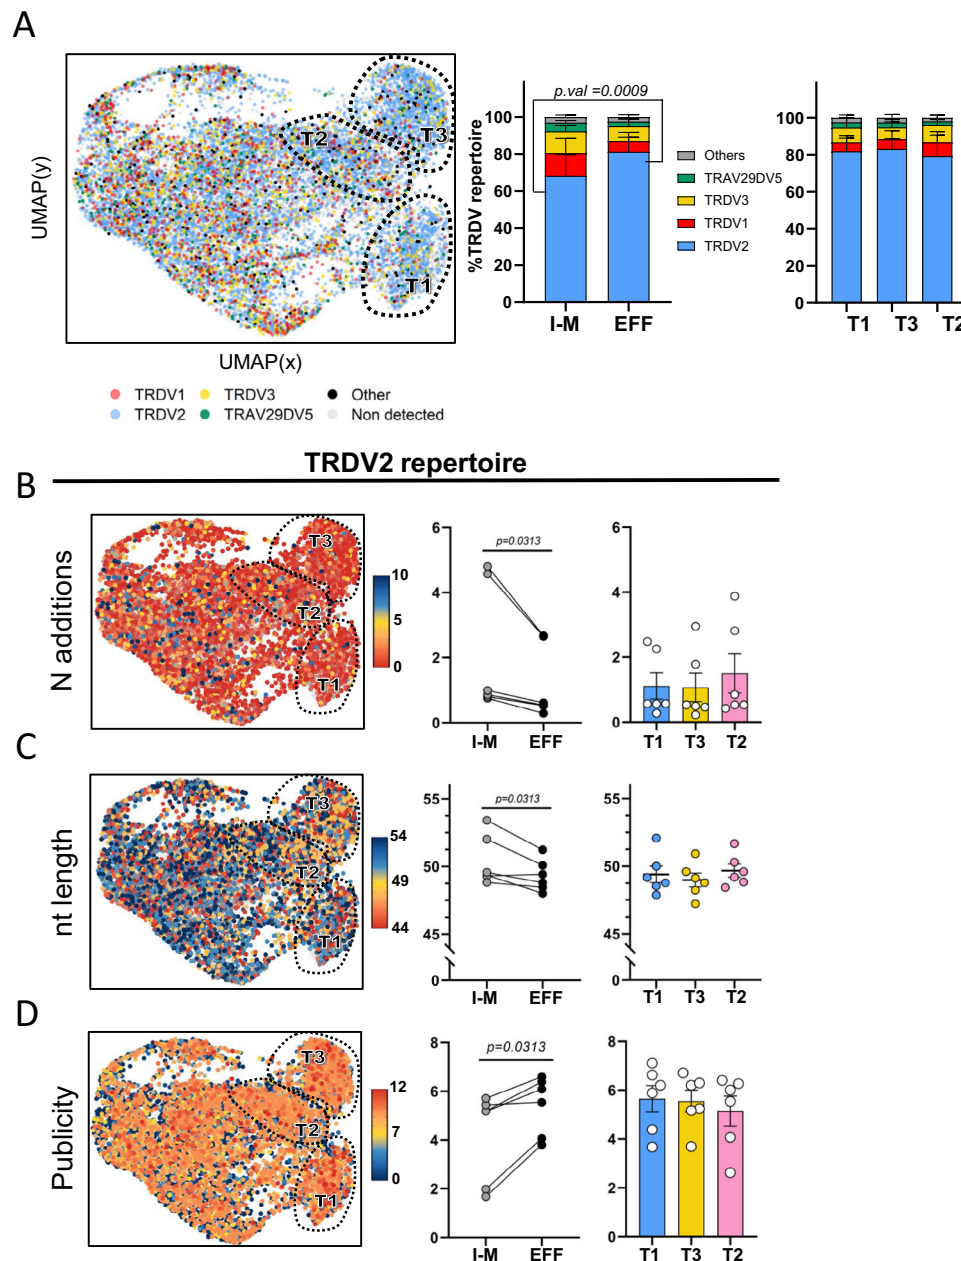 A
UMAP(y)
T2
T3
T1
UMAP(x)
TRDV1
TRDV3
Other
TRDV2
TRAV29DV5
Non detected
%TRDV repertoire
p.val =0.0009
100
80
60
40
20
0
I-M
EFF
Others
TRAV29DV5
TRDV3
TRDV1
TRDV2
100
80
60
40
20
0
T1
T3
T2
TRDV2 repertoire
B
N additions
T3
T2
T1
10
5
0
6
4
2
0
p=0.0313
I-M
EFF
6
4
2
0
T1
T3
T2
C
nt length
T3
T2
T1
54
49
44
55
50
45
0
p=0.0313
I-M
EFF
55
50
45
0
T1
T3
T2
D
Publicity
T3
T2
T1
12
7
0
8
6
4
2
0
p=0.0313
I-M
EFF
8
6
4
2
0
T1
T3
T2